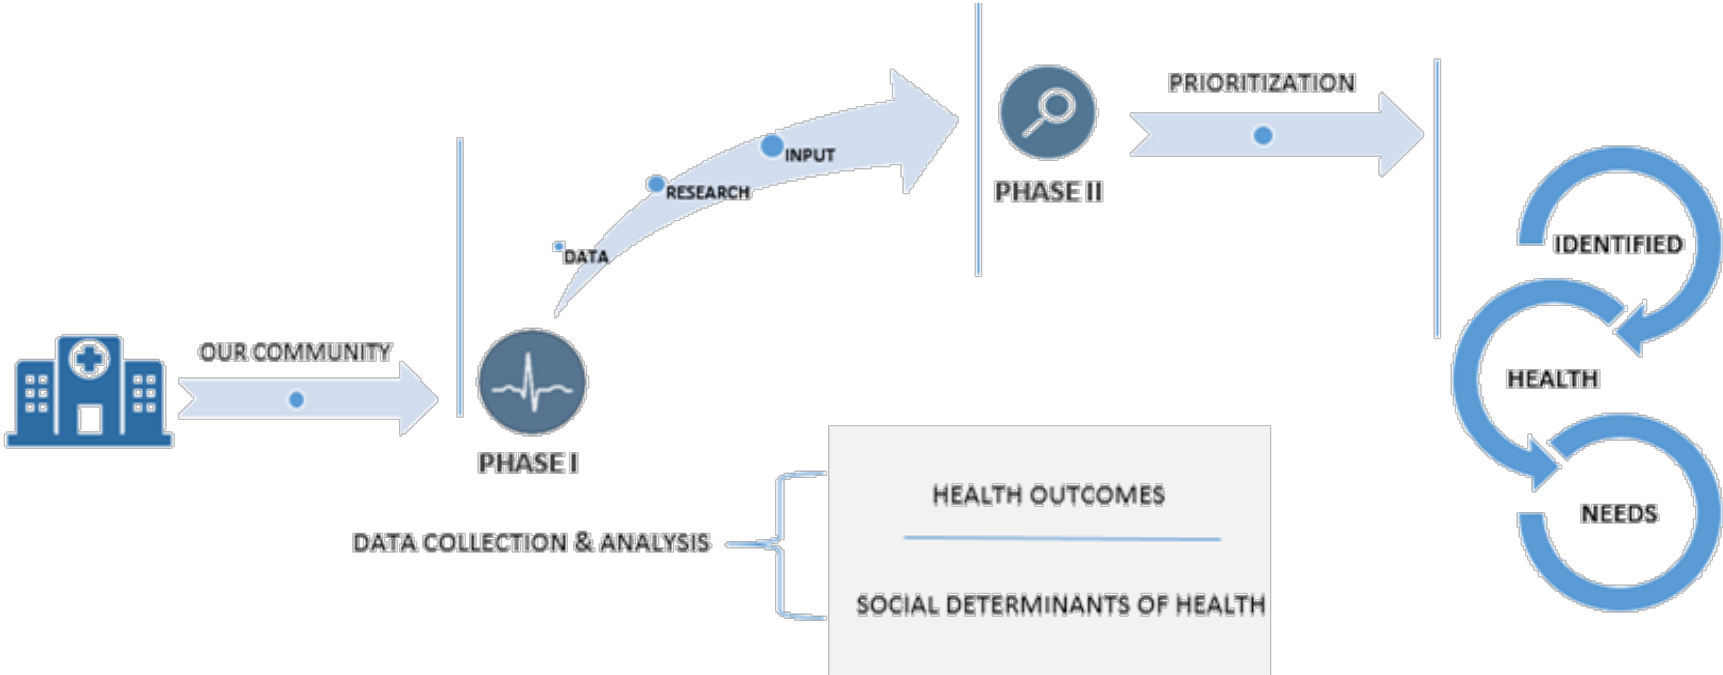 OUR COMMUNITY
PHASE I
DATA COLLECTION & ANALYSIS
HEALTH OUTCOMES
SOCIAL DETERMINANTS OF HEALTH
DATA
RESEARCH
INPUT
PHASE II
PRIORITIZATION
IDENTIFIED
HEALTH
NEEDS